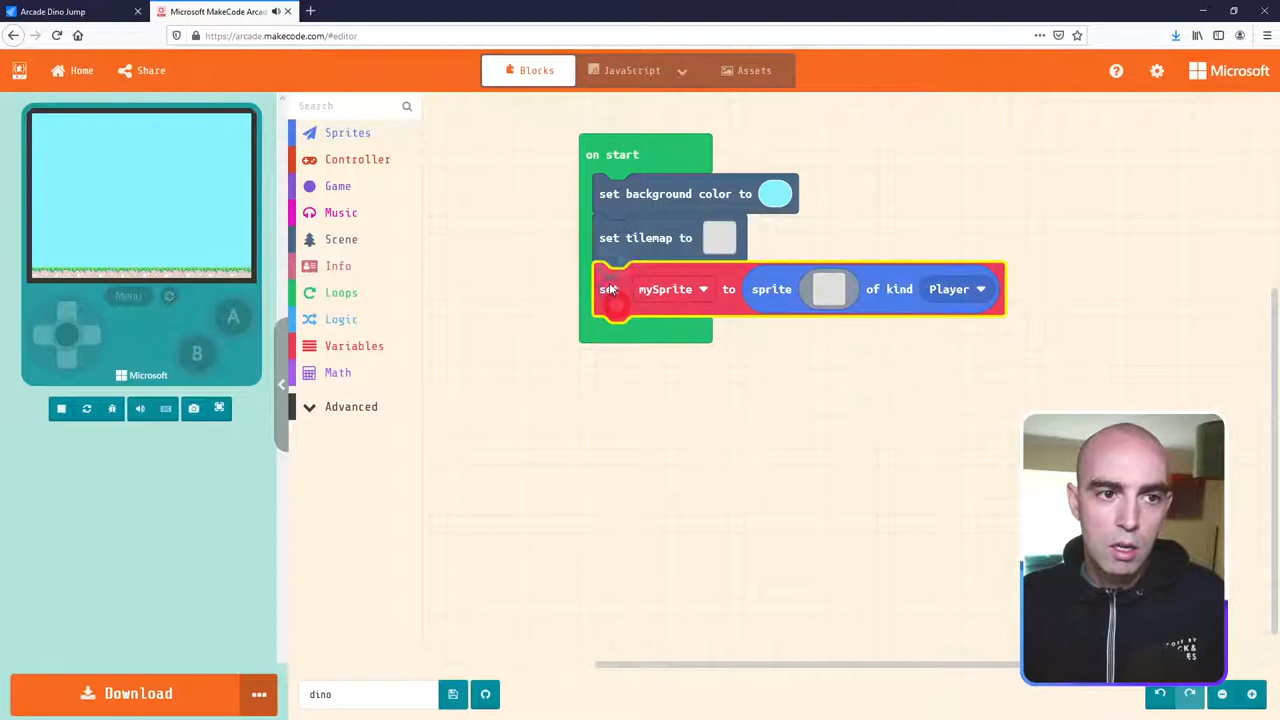 Arcade Dino Jump
Microsoft MakeCode Arcad
https://arcade.makecode.com/#editor
Home
Share
Blocks
JavaScript
Assets
Microsoft
Search
Sprites
Controller
Game
Music
Scene
Info
Loops
Logic
Variables
Math
Advanced
Menu
A
B
Microsoft
on start
set background color to
set tilemap to
set mySprite to sprite of kind Player
Download
dino